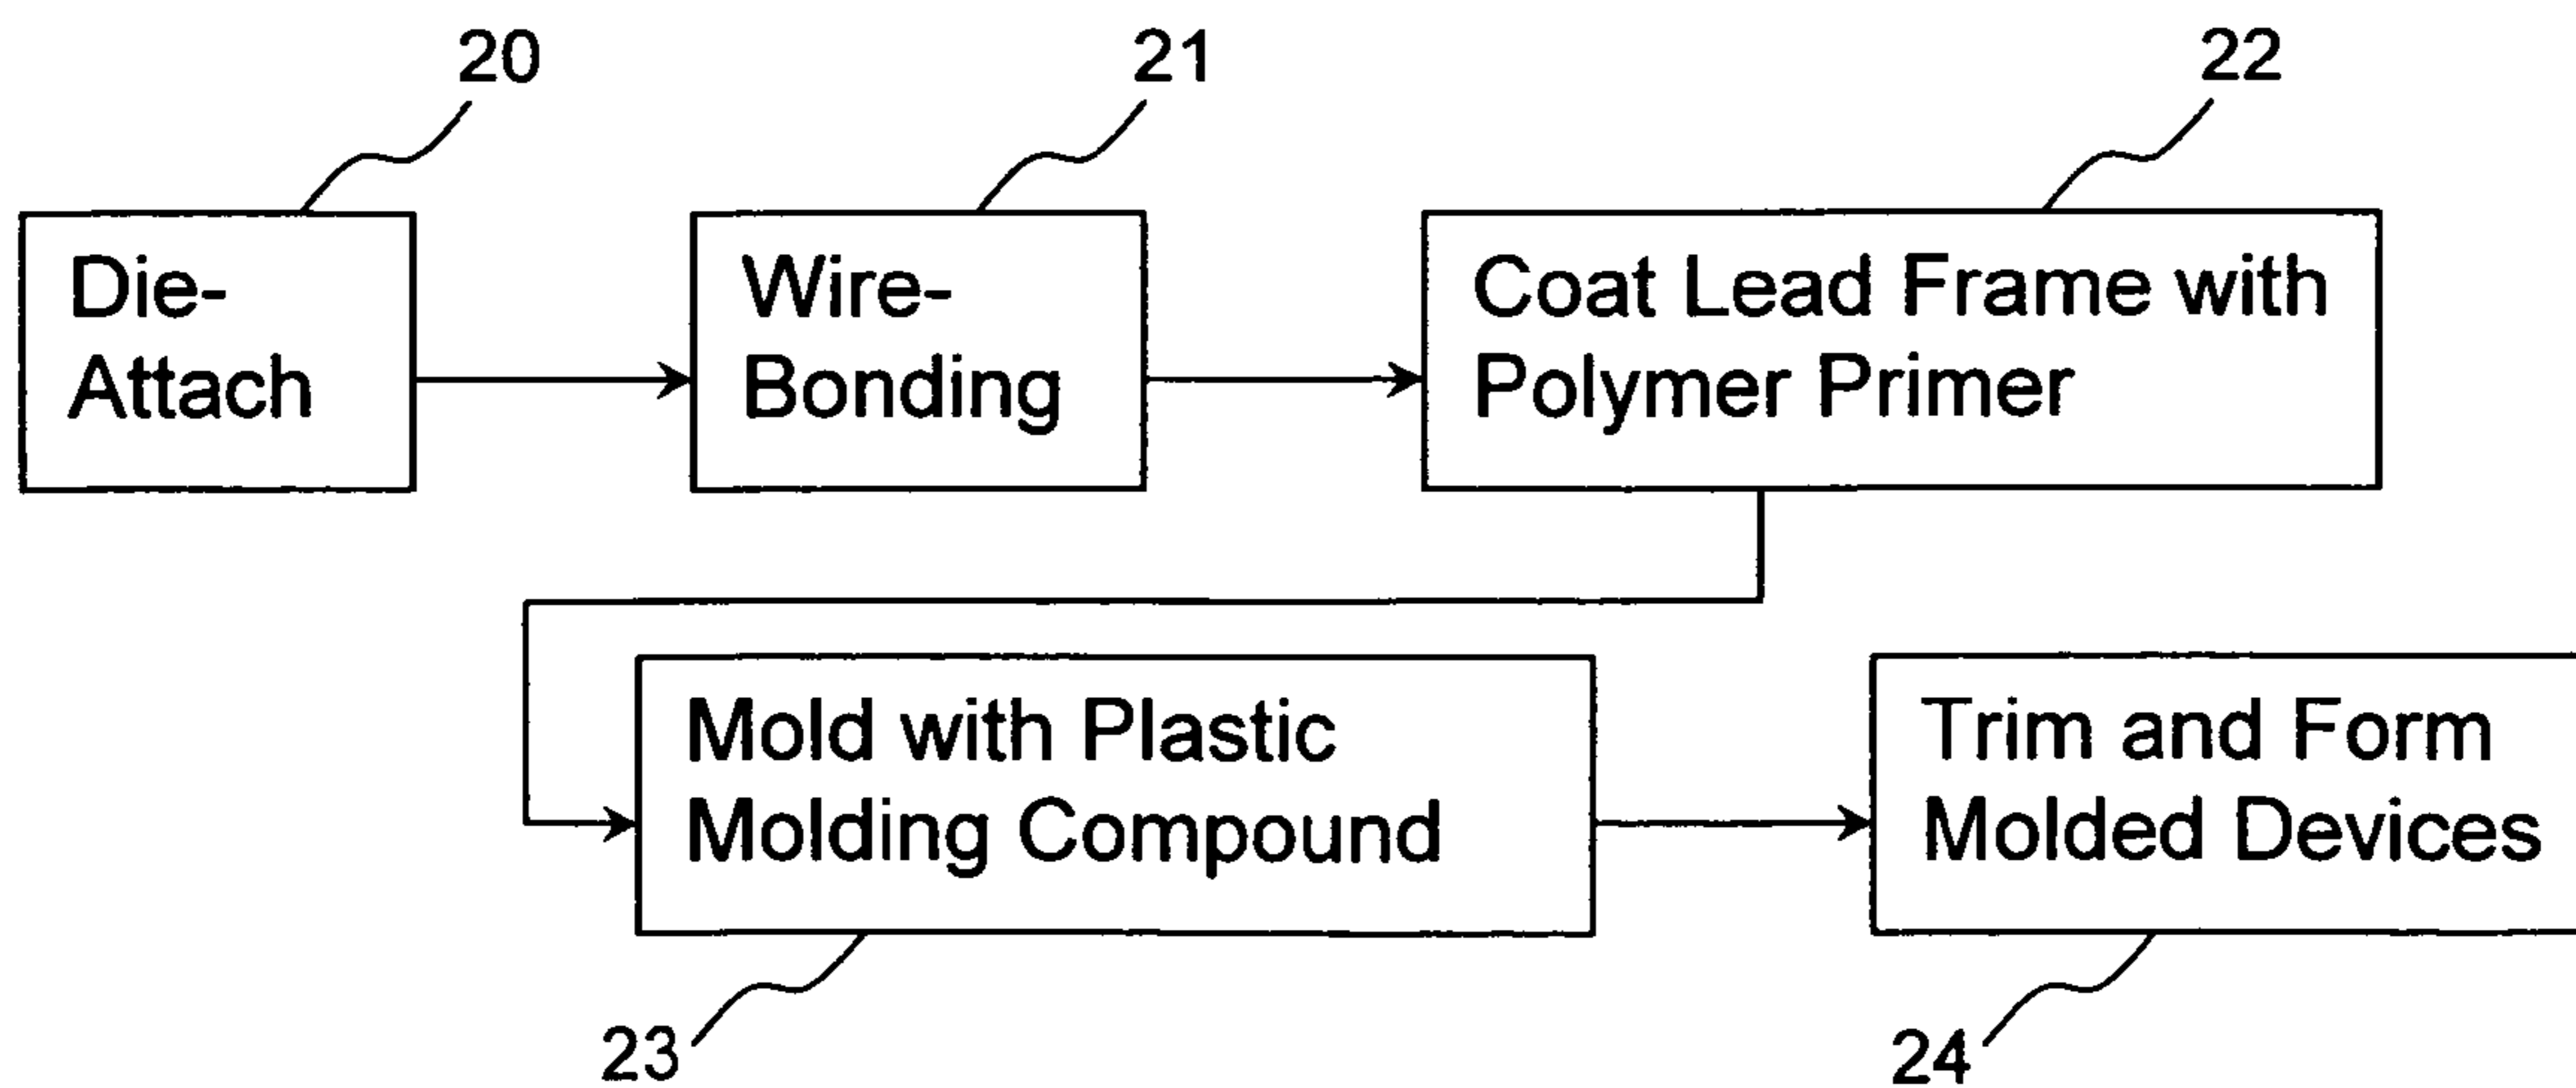 20
21
22
Die-
Attach
Wire-
Bonding
Coat Lead Frame with
Polymer Primer
Mold with Plastic
Molding Compound
Trim and Form
Molded Devices
23
24